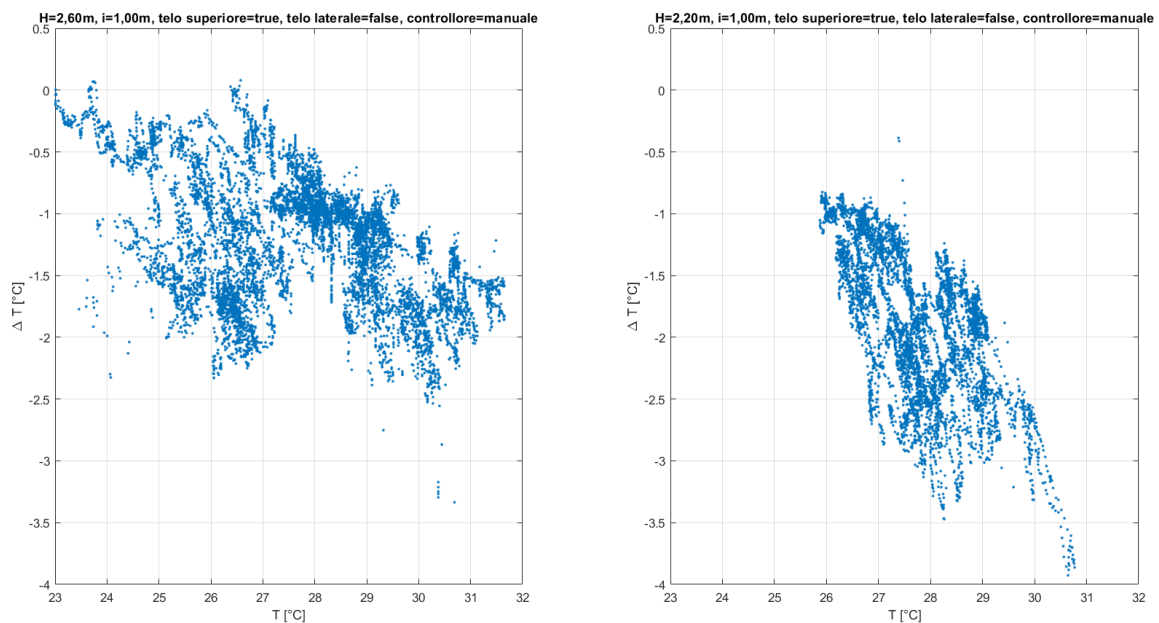 H=2,60m, i=1,00m, telo superiore=true, telo laterale=false, controllore=manuale
0.5
0
-0.5
-1
-1.5
-2
-2.5
-3
-3.5
-4
Δ T [°C]
23 24 25 26 27 28 29 30 31 32
T [°C]
H=2,20m, i=1,00m, telo superiore=true, telo laterale=false, controllore=manuale
0.5
0
-0.5
-1
-1.5
-2
-2.5
-3
-3.5
-4
Δ T [°C]
23 24 25 26 27 28 29 30 31 32
T [°C]